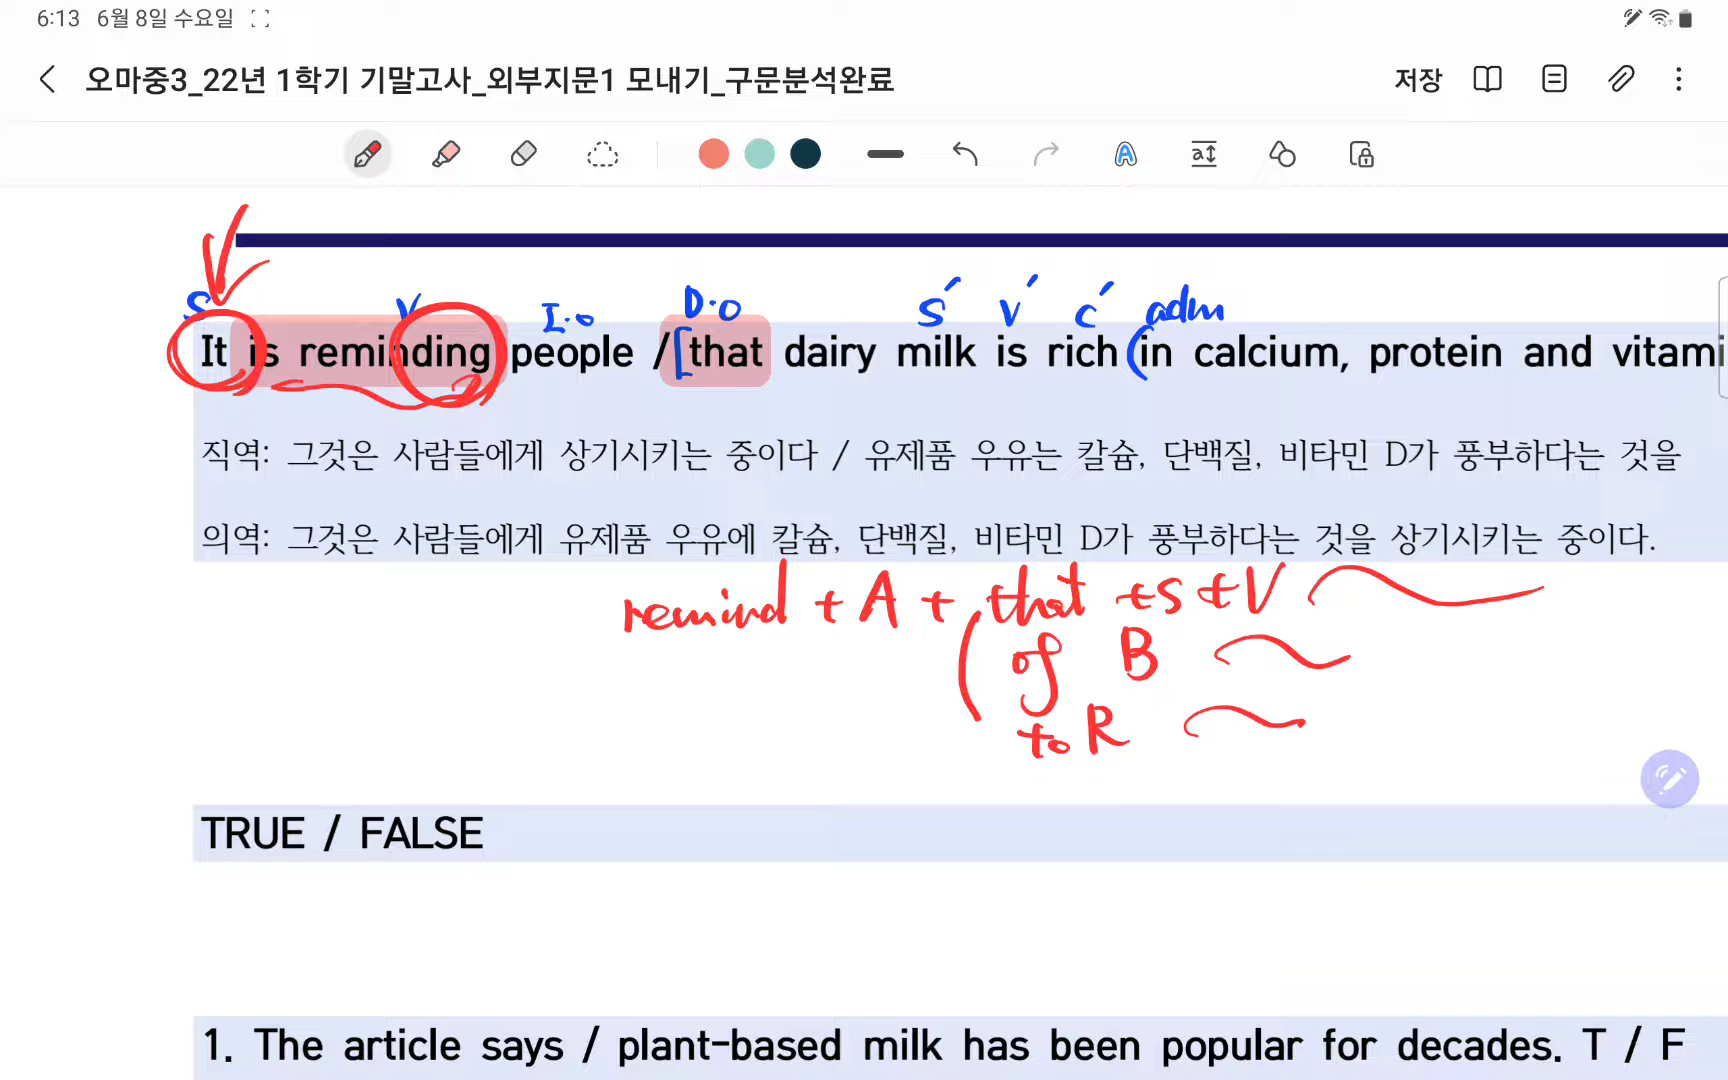 6:13 6월 8일 수요일
오마중3_22년 1학기 기말고사_외부지문1 모내기_구문분석완료
저장
S V I.O D.O S′ V′ C′ adm
It is reminding people /[that dairy milk is rich (in calcium, protein and vitami
직역: 그것은 사람들에게 상기시키는 중이다 / 유제품 우유는 칼슘, 단백질, 비타민 D가 풍부하다는 것을
의역: 그것은 사람들에게 유제품 우유에 칼슘, 단백질, 비타민 D가 풍부하다는 것을 상기시키는 중이다.
remind + A + that +S +V
of B
to R
TRUE / FALSE
1. The article says / plant-based milk has been popular for decades. T / F